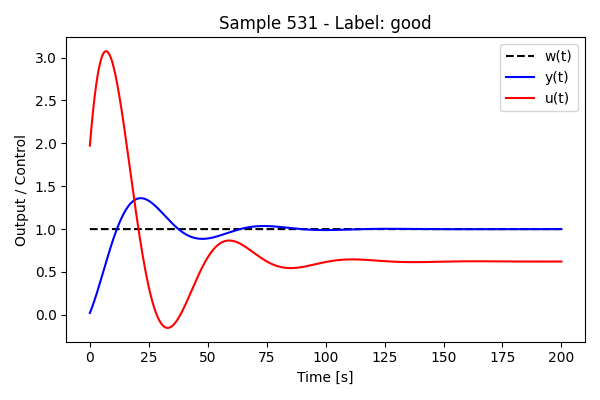 Sample 531 - Label: good
w(t)
y(t)
u(t)
Output / Control
3.0
2.5
2.0
1.5
1.0
0.5
0.0
0 25 50 75 100 125 150 175 200
Time [s]